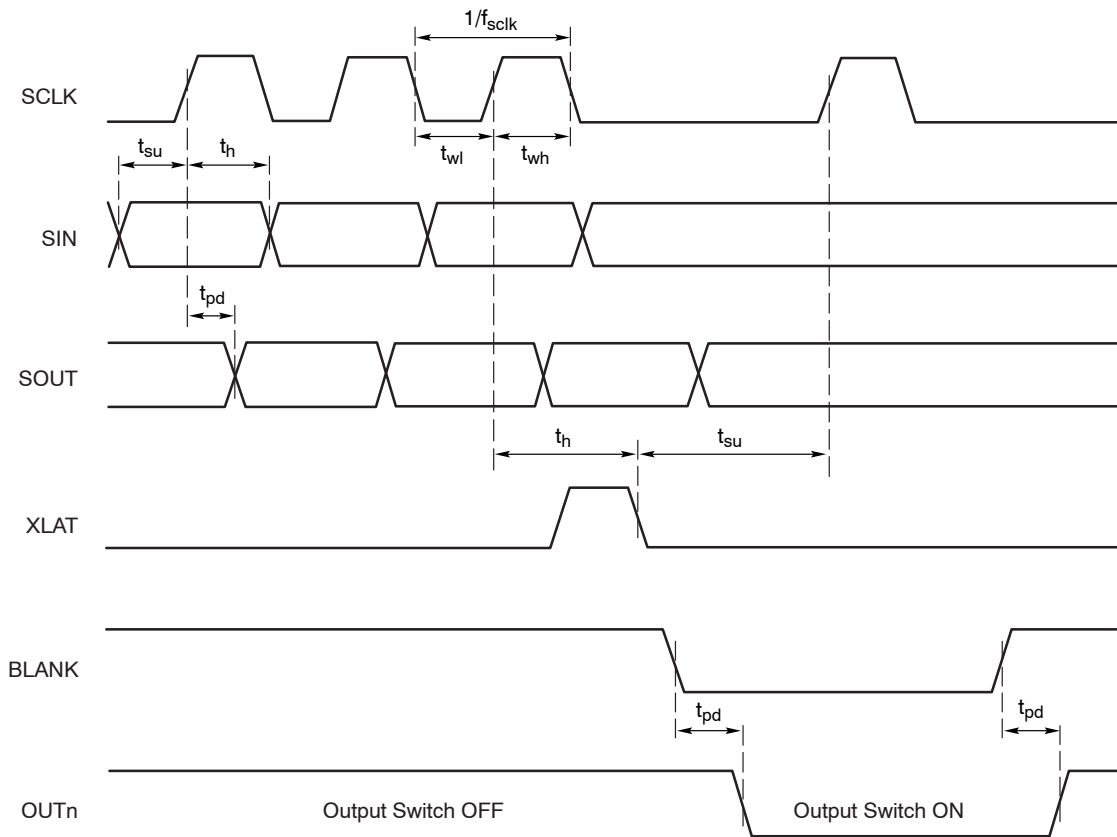 1/fsclk
SCLK
tsu
th
twl
twh
SIN
tpd
SOUT
th
tsu
XLAT
BLANK
tpd
tpd
OUTn
Output Switch OFF
Output Switch ON